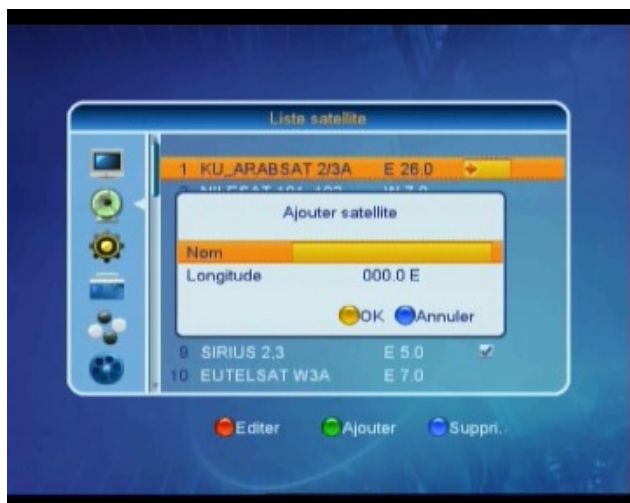 Liste satellite
1 KU_ARABSAT 2/3A E 26.0
Ajouter satellite
Nom
Longitude 000.0 E
OK Annuler
9 SIRIUS 2,3 E 5.0
10 EUTELSAT W3A E 7.0
Editer Ajouter Suppri.